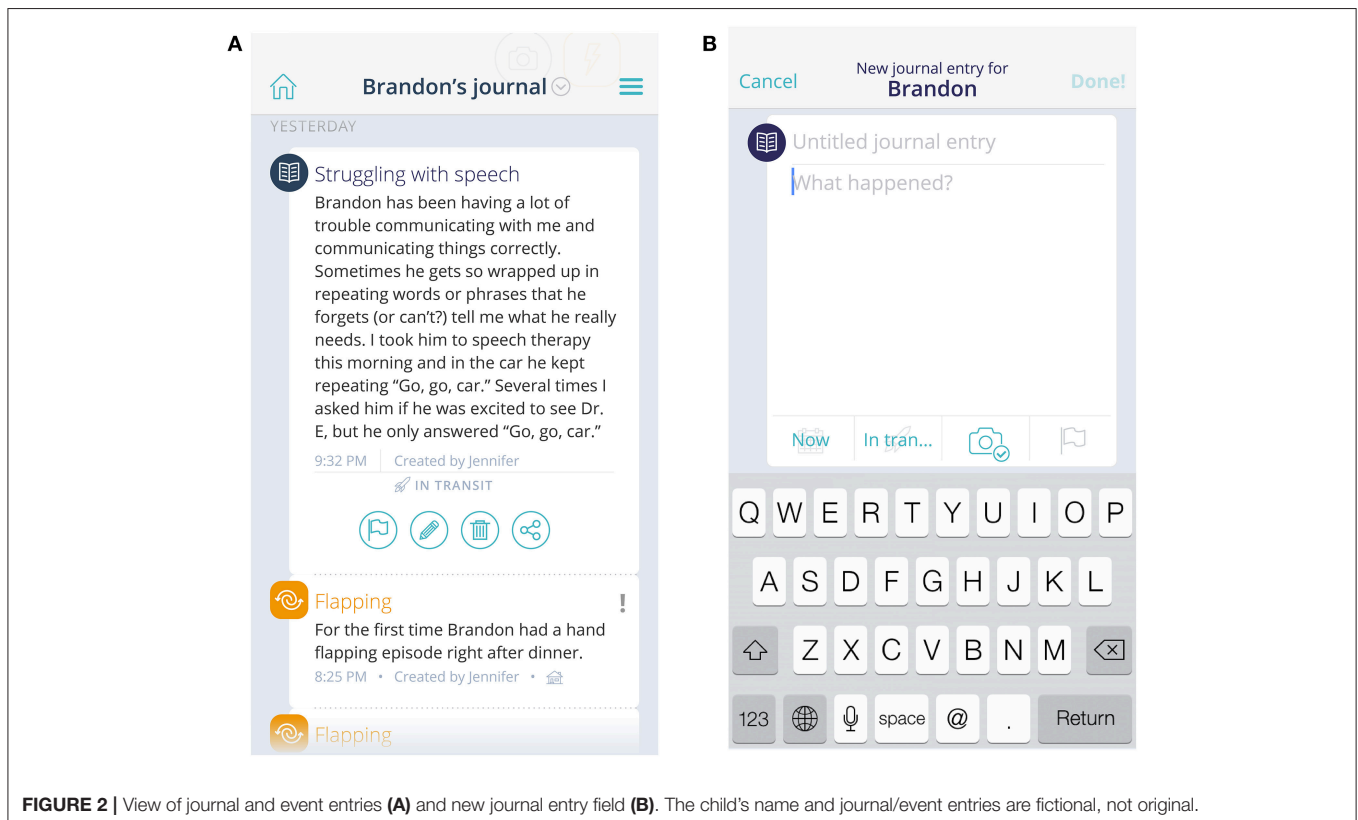 A
Brandon's journal
YESTERDAY
Struggling with speech
Brandon has been having a lot of
trouble communicating with me and
communicating things correctly.
Sometimes he gets so wrapped up in
repeating words or phrases that he
forgets (or can't?) tell me what he really
needs. I took him to speech therapy
this morning and in the car he kept
repeating “Go, go, car.” Several times I
asked him if he was excited to see Dr.
E, but he only answered “Go, go, car.”
9:32 PM Created by Jennifer
IN TRANSIT
Flapping !
For the first time Brandon had a hand
flapping episode right after dinner.
8:25 PM • Created by Jennifer •
Flapping
B
Cancel New journal entry for Done!
Brandon
Untitled journal entry
What happened?
Now In tran...
Q W E R T Y U I O P
A S D F G H J K L
Z X C V B N M
123 space @ . Return
FIGURE 2 | View of journal and event entries (A) and new journal entry field (B). The child's name and journal/event entries are fictional, not original.